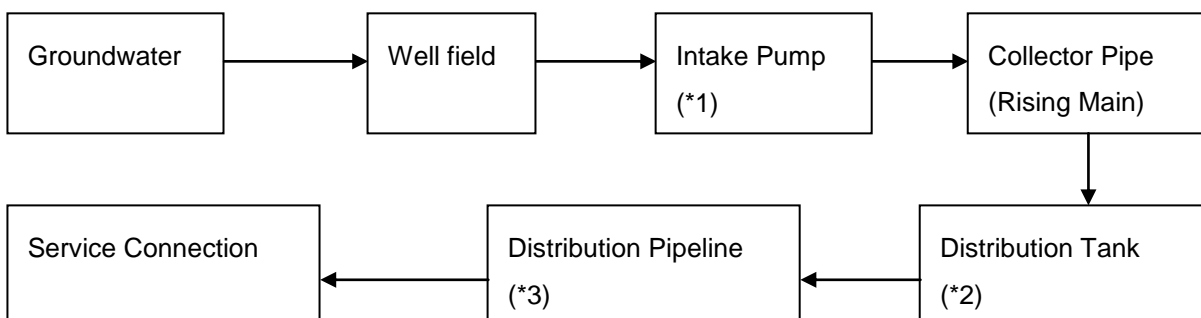 Groundwater
Well field
Intake Pump
(*1)
Collector Pipe
(Rising Main)
Distribution Tank
(*2)
Distribution Pipeline
(*3)
Service Connection